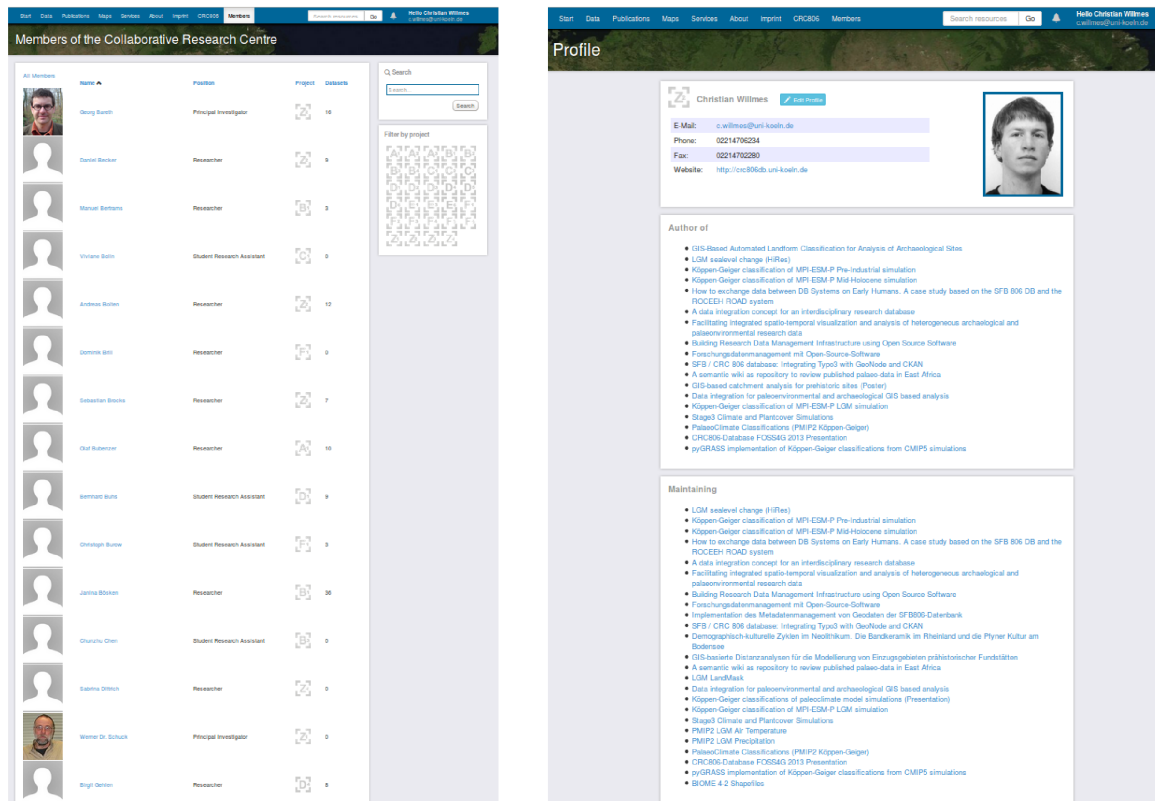 Start Data Publications Maps Services About Imprint CRC806 Members
Search resources Go
Hello Christian Willmes
c.willmes@uni-koeln.de
Members of the Collaborative Research Centre
All Members
Name Position Project Datasets
Georg Bareth Principal Investigator 16
Daniel Becker Researcher 9
Manuel Bertrams Researcher 3
Student Research Assistant 0
Andreas Bolten Researcher 12
Dominik Brill Researcher 0
Sebastian Brocks Researcher 7
Olaf Bubenzer Researcher 10
Student Research Assistant 9
Christoph Burow Student Research Assistant 3
Janina Bösken Researcher 36
Chunzhu Chen Student Research Assistant 0
Sabrina Researcher 0
Werner Dr. Schuck Principal Investigator 0
Birgit Gehlen Researcher 8
Search
Search...
Search
Filter by project
Start Data Publications Maps Services About Imprint CRC806 Members
Search resources Go
Hello Christian Willmes
c.willmes@uni-koeln.de
Profile
Christian Willmes Edit Profile
E-Mail: c.willmes@uni-koeln.de
Phone: 02214706234
Fax: 02214702280
Website: http://crc806db.uni-koeln.de
Author of
GIS-Based Automated Landform Classification for Analysis of Archaeological Sites
LGM sealevel change (HiRes)
Köppen-Geiger classification of MPI-ESM-P Pre-Industrial simulation
Köppen-Geiger classification of MPI-ESM-P Mid-Holocene simulation
How to exchange data between DB Systems on Early Humans. A case study based on the SFB 806 DB and the
ROCEEH ROAD system
A data integration concept for an interdisciplinary research database
Facilitating integrated spatio-temporal visualization and analysis of heterogeneous archaeological and
palaeoenvironmental research data
Building Research Data Management Infrastructure using Open Source Software
Forschungsdatenmanagement mit Open-Source-Software
SFB / CRC 806 database: Integrating Typo3 with GeoNode and CKAN
A semantic wiki as repository to review published palaeo-data in East Africa
GIS-based catchment analysis for prehistoric sites (Poster)
Data integration for paleoenvironmental and archaeological GIS based analysis
Köppen-Geiger classification of MPI-ESM-P LGM simulation
Stage3 Climate and Plantcover Simulations
PalaeoClimate Classifications (PMIP2 Köppen-Geiger)
CRC806-Database FOSS4G 2013 Presentation
pyGRASS implementation of Köppen-Geiger classifications from CMIP5 simulations
Maintaining
LGM sealevel change (HiRes)
Köppen-Geiger classification of MPI-ESM-P Pre-Industrial simulation
Köppen-Geiger classification of MPI-ESM-P Mid-Holocene simulation
How to exchange data between DB Systems on Early Humans. A case study based on the SFB 806 DB and the
ROCEEH ROAD system
A data integration concept for an interdisciplinary research database
Facilitating integrated spatio-temporal visualization and analysis of heterogeneous archaeological and
palaeoenvironmental research data
Building Research Data Management Infrastructure using Open Source Software
Forschungsdatenmanagement mit Open-Source-Software
Implementation des Metadatenmanagement von Geodaten der SFB806-Datenbank
SFB / CRC 806 database: Integrating Typo3 with GeoNode and CKAN
Demographisch-kulturelle Zyklen im Neolithikum. Die Bandkeramik im Rheinland und die Pfyner Kultur am
Bodensee
GIS-basierte Distanzanalysen für die Modellierung von Einzugsgebieten prähistorischer Fundstätten
A semantic wiki as repository to review published palaeo-data in East Africa
LGM LandMask
Data integration for paleoenvironmental and archaeological GIS based analysis
Köppen-Geiger classifications of paleoclimate model simulations (Presentation)
Köppen-Geiger classification of MPI-ESM-P LGM simulation
Stage3 Climate and Plantcover Simulations
PMIP2 LGM Air Temperature
PMIP2 LGM Precipitation
PalaeoClimate Classifications (PMIP2 Köppen-Geiger)
CRC806-Database FOSS4G 2013 Presentation
pyGRASS implementation of Köppen-Geiger classifications from CMIP5 simulations
BIOME 4-2 Shapefiles